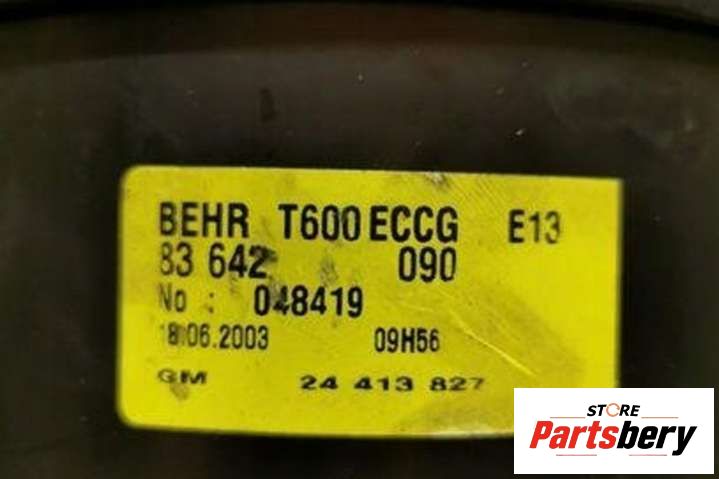 BEHR T600 ECCG E13
83 642 090
No : 048419
18.06.2003 09H56
GM 24 413 827
STORE
Partsbery